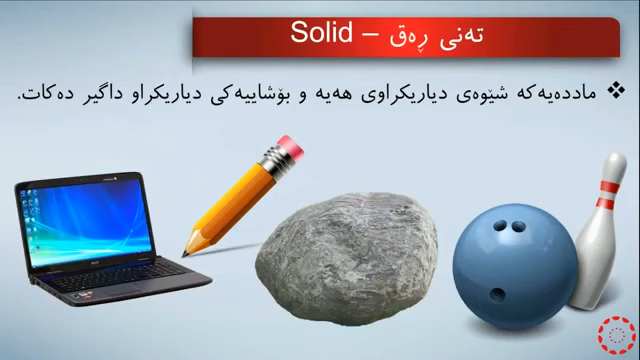 تەنی ڕەق – Solid
❖ ماددەیەکە شێوەی دیاریکراوی هەیە و بۆشاییەکی دیاریکراو داگیر دەکات.